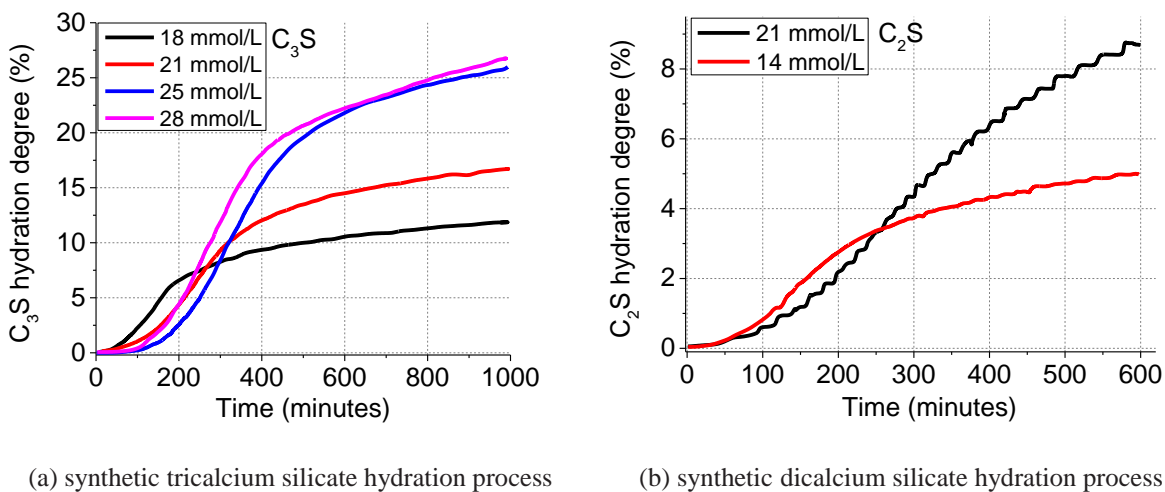 30
25
20
15
10
5
0
C₃S hydration degree (%)
18 mmol/L
21 mmol/L
25 mmol/L
28 mmol/L
C₃S
0 200 400 600 800 1000
Time (minutes)
(a) synthetic tricalcium silicate hydration process
8
6
4
2
0
C₂S hydration degree (%)
21 mmol/L
14 mmol/L
C₂S
0 100 200 300 400 500 600
Time (minutes)
(b) synthetic dicalcium silicate hydration process